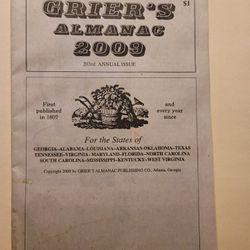 $1
GRIER'S
ALMANAC
2009
203rd ANNUAL ISSUE
First
published
in 1807
and
every year
since
For the States of
GEORGIA–ALABAMA–LOUISIANA–ARKANSAS–OKLAHOMA–TEXAS
TENNESSEE–VIRGINIA–MARYLAND–FLORIDA–NORTH CAROLINA
SOUTH CAROLINA–MISSISSIPPI–KENTUCKY–WEST VIRGINIA
Copyright by GRIER'S ALMANAC PUBLISHING CO., Atlanta, Georgia